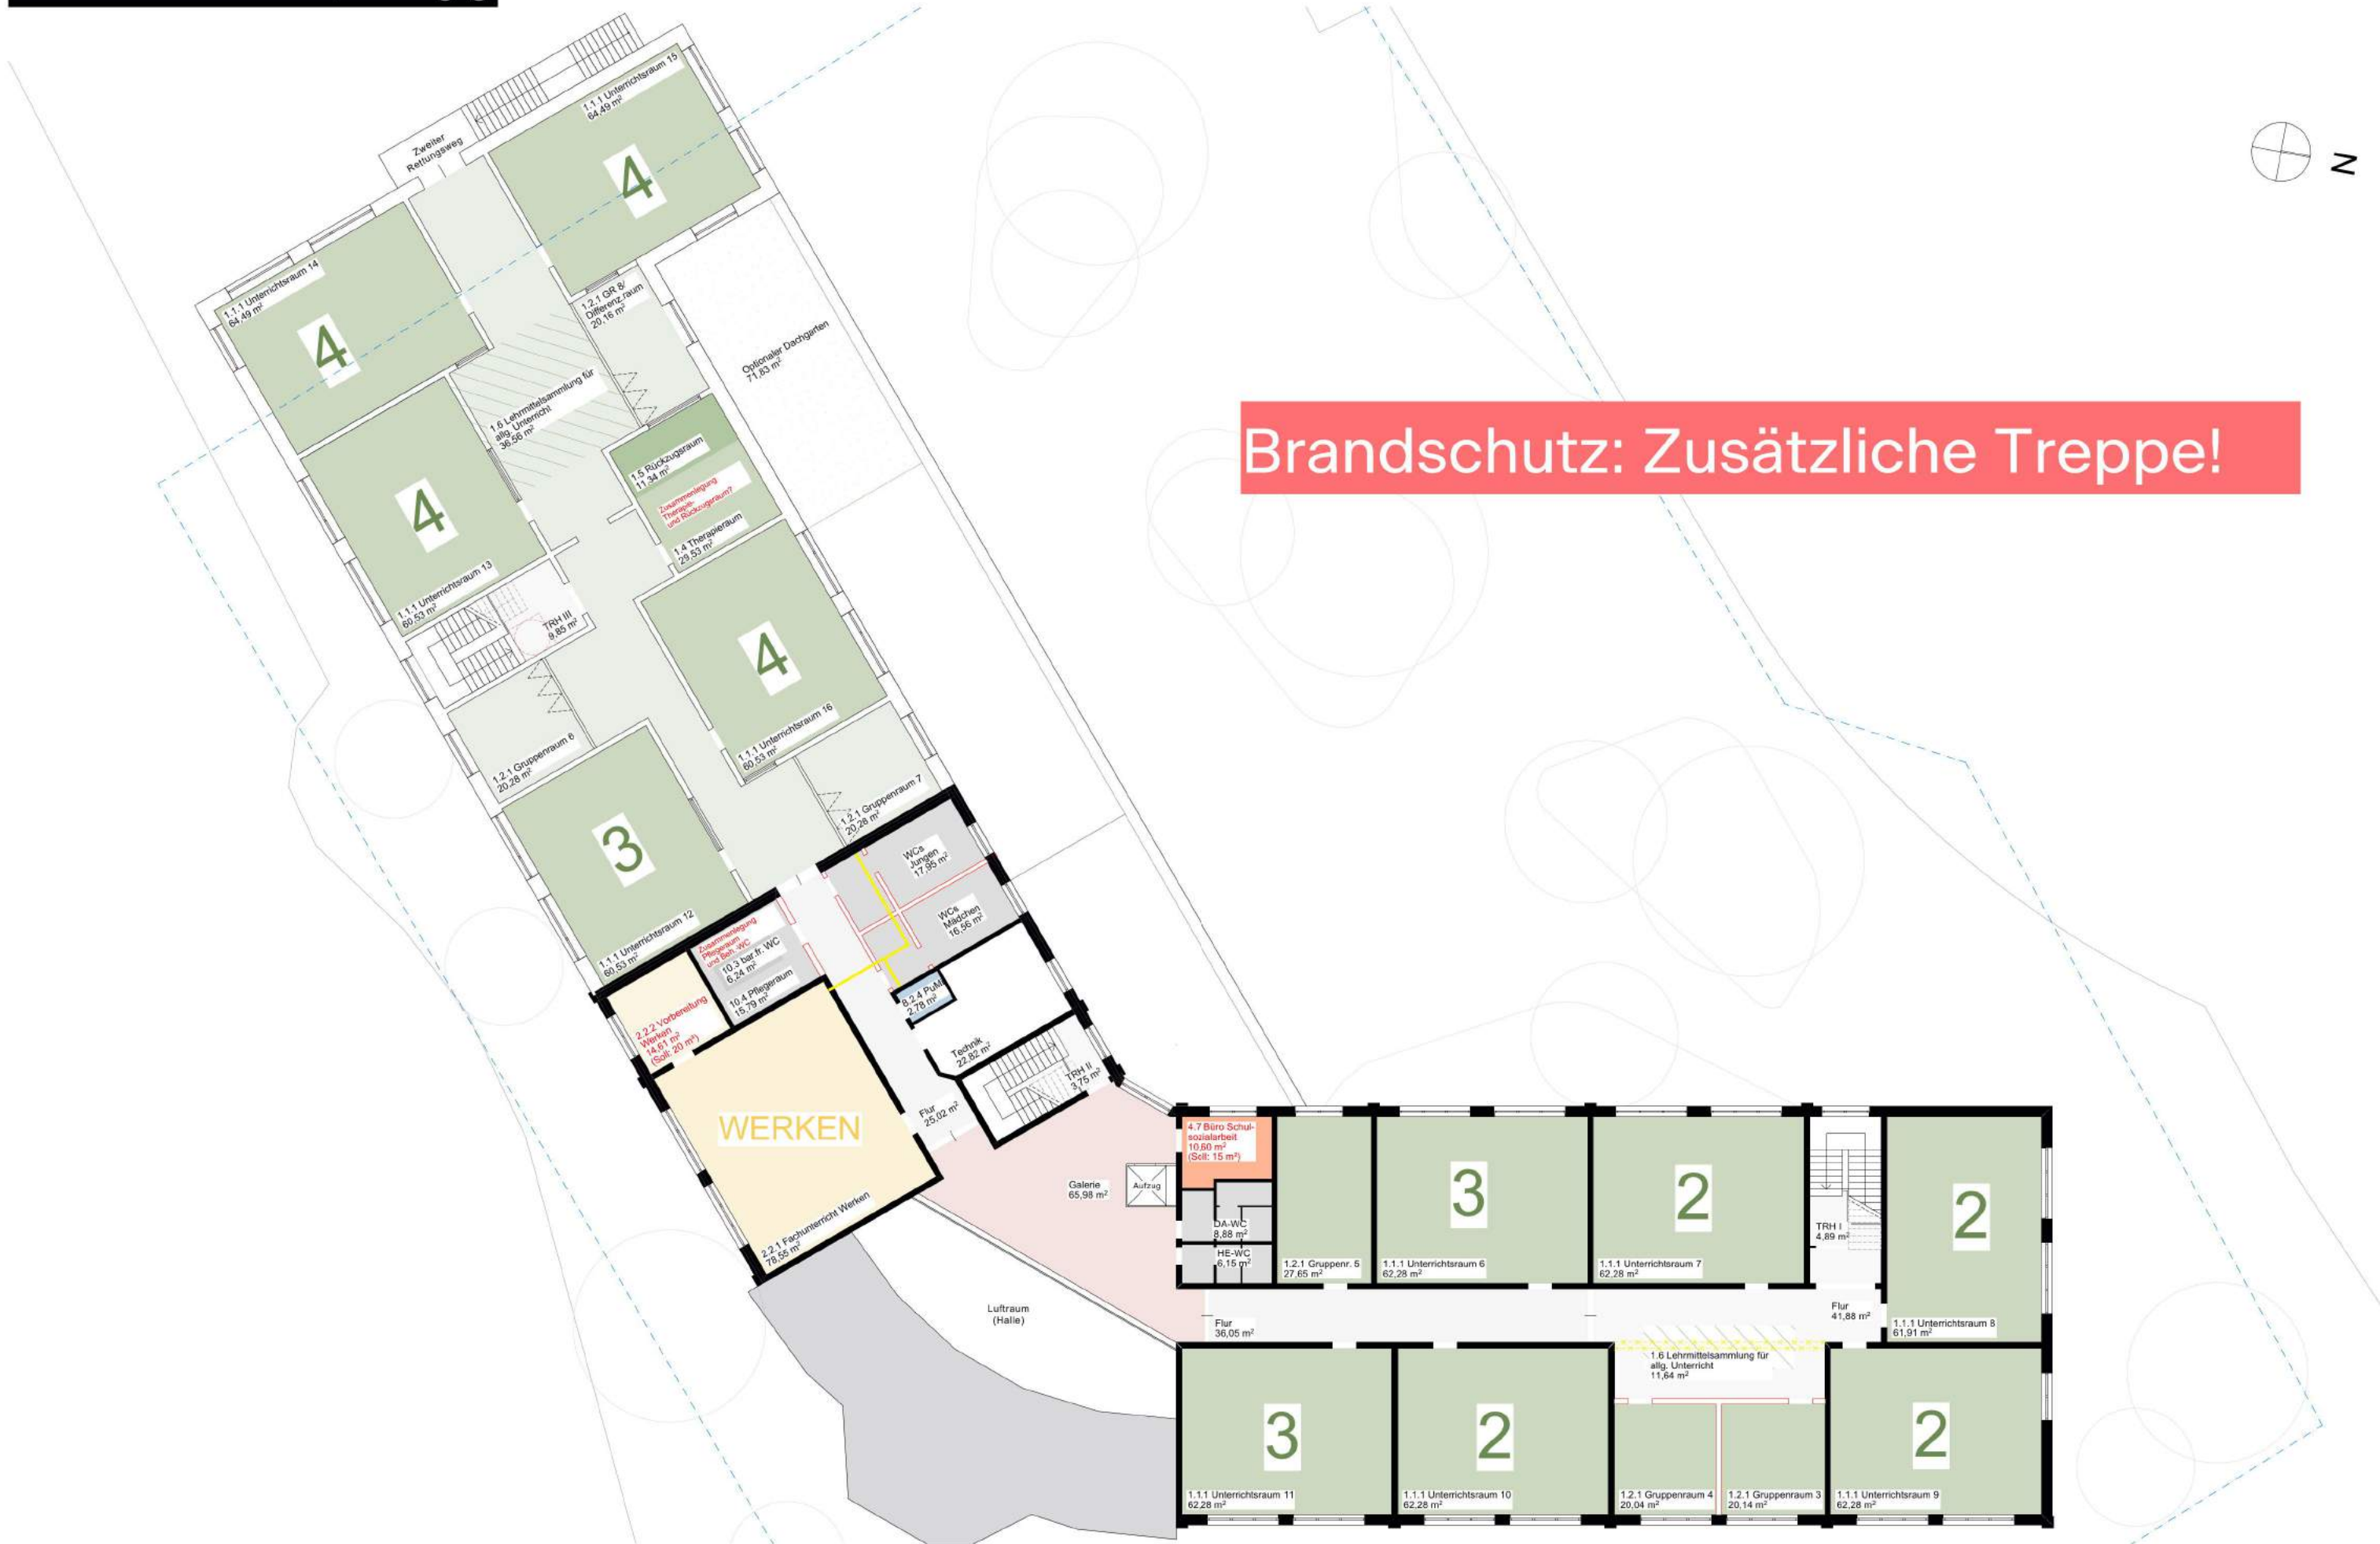 Zweiter
Rettungsweg
1.1.1 Unterrichtsraum 15
64,49 m²
4
1.1.1 Unterrichtsraum 14
64,49 m²
4
1.2.1 GR 8/
Differenz.raum
20,16 m²
Optionaler Dachgarten
71,83 m²
N
Brandschutz: Zusätzliche Treppe!
1.6 Lehrmittelsammlung für
allg. Unterricht
36,56 m²
1.5 Rückzugsraum
11,34 m²
Zusammenlegung
Therapie-
und Rückzugsraum?
1.4 Therapieraum
29,53 m²
4
1.1.1 Unterrichtsraum 13
60,53 m²
TRH III
9,85 m²
4
1.1.1 Unterrichtsraum 16
60,53 m²
1.2.1 Gruppenraum 6
20,28 m²
1.2.1 Gruppenraum 7
20,28 m²
3
1.1.1 Unterrichtsraum 12
60,53 m²
WCs
Jungen
17,95 m²
WCs
Mädchen
16,56 m²
Zusammenlegung
Pflegeraum
und Beh.-WC
10.3 bar.fr. WC
6,24 m²
10.4 Pflegeraum
15,79 m²
8.2.4 PuMi
2,78 m²
2.2.2 Vorbereitung
Werken
14,61 m²
(Soll: 20 m²)
Technik
22,82 m²
TRH II
3,75 m²
Flur
25,02 m²
WERKEN
2.2.1 Fachunterricht Werken
78,55 m²
Galerie
65,98 m²
Aufzug
4.7 Büro Schul-
sozialarbeit
10,60 m²
(Soll: 15 m²)
DA-WC
8,88 m²
HE-WC
6,15 m²
1.2.1 Gruppenr. 5
27,65 m²
3
1.1.1 Unterrichtsraum 6
62,28 m²
2
1.1.1 Unterrichtsraum 7
62,28 m²
TRH I
4,89 m²
2
1.1.1 Unterrichtsraum 8
61,91 m²
Luftraum
(Halle)
Flur
36,05 m²
Flur
41,88 m²
1.6 Lehrmittelsammlung für
allg. Unterricht
11,64 m²
3
1.1.1 Unterrichtsraum 11
62,28 m²
2
1.1.1 Unterrichtsraum 10
62,28 m²
1.2.1 Gruppenraum 4
20,04 m²
1.2.1 Gruppenraum 3
20,14 m²
2
1.1.1 Unterrichtsraum 9
62,28 m²